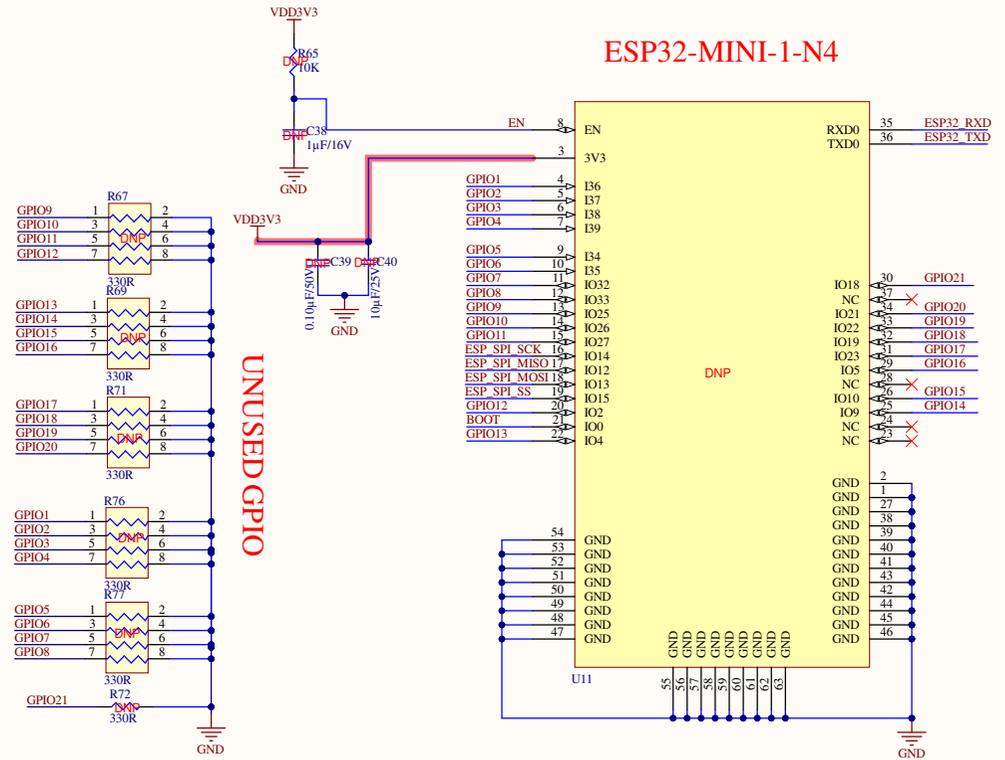 VDD3V3
R65
DNP
10K
ESP32-MINI-1-N4
C38
DNP
1µF/16V
GND
VDD3V3
DNP C39
0.10µF/50V
DNP C40
10µF/25V
GND
UNUSED GPIO
R67
GPIO9 1 2
GPIO10 3 4
GPIO11 5 6
GPIO12 7 8
DNP
330R
R69
GPIO13 1 2
GPIO14 3 4
GPIO15 5 6
GPIO16 7 8
DNP
330R
R71
GPIO17 1 2
GPIO18 3 4
GPIO19 5 6
GPIO20 7 8
DNP
330R
R76
GPIO1 1 2
GPIO2 3 4
GPIO3 5 6
GPIO4 7 8
DNP
330R
R77
GPIO5 1 2
GPIO6 3 4
GPIO7 5 6
GPIO8 7 8
DNP
330R
R72
GPIO21 DNP
330R
GND
EN 8 EN
3 3V3
GPIO1 4 I36
GPIO2 5 I37
GPIO3 6 I38
GPIO4 7 I39
GPIO5 9 I34
GPIO6 10 I35
GPIO7 11 IO32
GPIO8 12 IO33
GPIO9 13 IO25
GPIO10 14 IO26
GPIO11 15 IO27
ESP_SPI_SCK 16 IO14
ESP_SPI_MISO 17 IO12
ESP_SPI_MOSI 18 IO13
ESP_SPI_SS 19 IO15
GPIO12 20 IO2
BOOT 21 IO0
GPIO13 22 IO4
54 GND
53 GND
52 GND
51 GND
50 GND
49 GND
48 GND
47 GND
DNP
RXD0 35 ESP32_RXD
TXD0 36 ESP32_TXD
IO18 30 GPIO21
NC 37
IO21 34 GPIO20
IO22 33 GPIO19
IO19 32 GPIO18
IO23 31 GPIO17
IO5 29 GPIO16
NC 28
IO10 26 GPIO15
IO9 25 GPIO14
NC 24
NC 23
GND 2
GND 1
GND 27
GND 38
GND 39
GND 40
GND 41
GND 43
GND 42
GND 44
GND 45
GND 46
GND GND GND GND GND GND GND GND GND
55 56 57 58 59 60 61 62 63
U11
GND